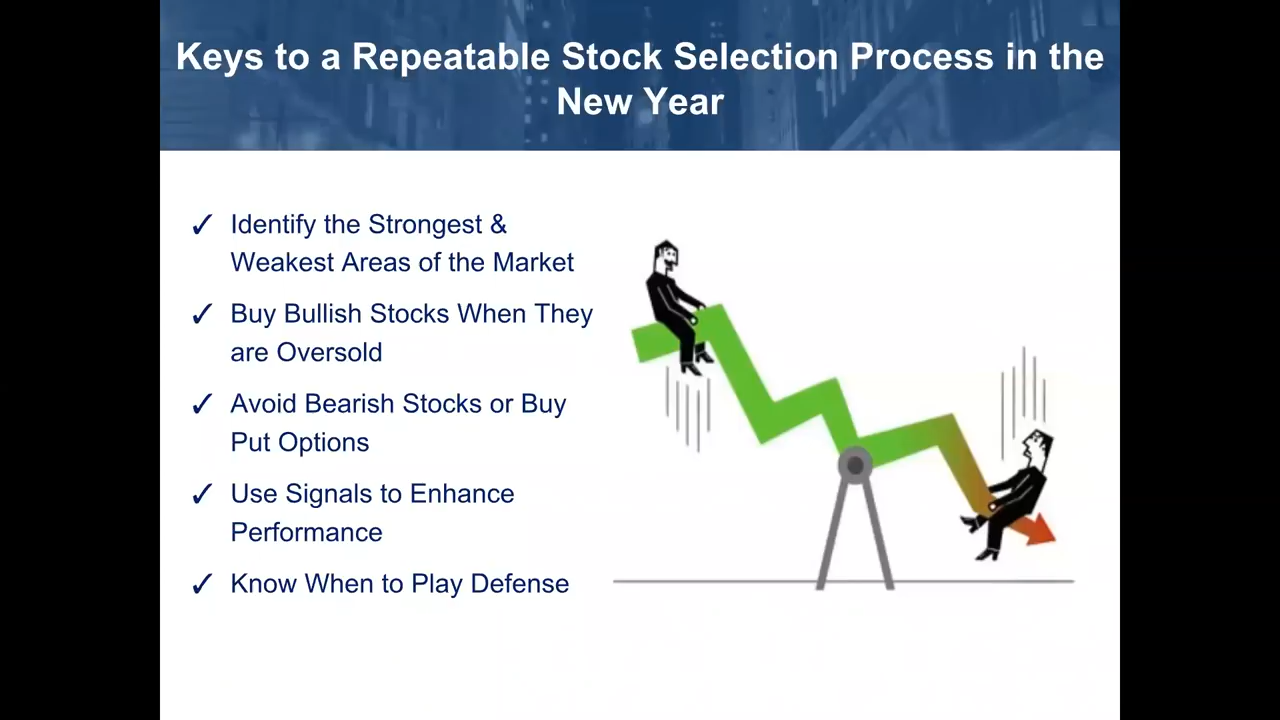 Keys to a Repeatable Stock Selection Process in the
New Year
✓ Identify the Strongest &
Weakest Areas of the Market
✓ Buy Bullish Stocks When They
are Oversold
✓ Avoid Bearish Stocks or Buy
Put Options
✓ Use Signals to Enhance
Performance
✓ Know When to Play Defense